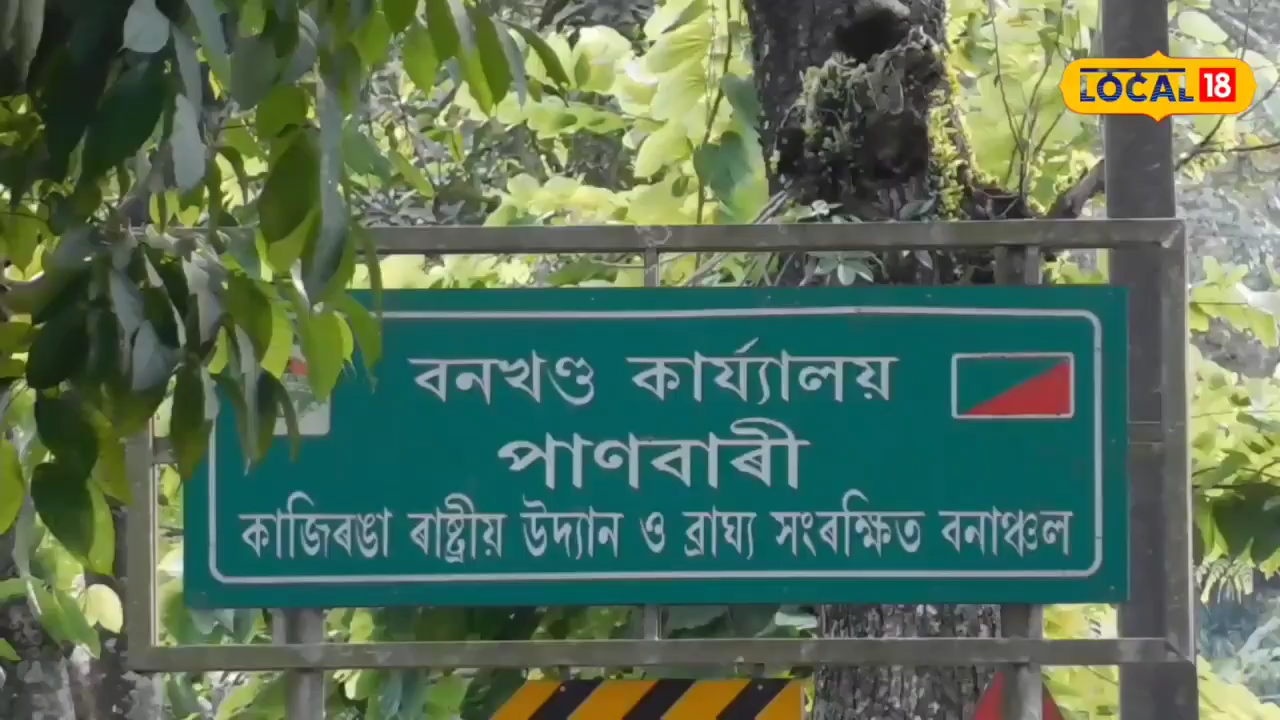 LOCAL 18
বনখণ্ড কাৰ্য্যালয়
পাণবাৰী
কাজিৰঙা ৰাষ্ট্ৰীয় উদ্যান ও ব্ৰাঘ্য সংৰক্ষিত বনাঞ্চল